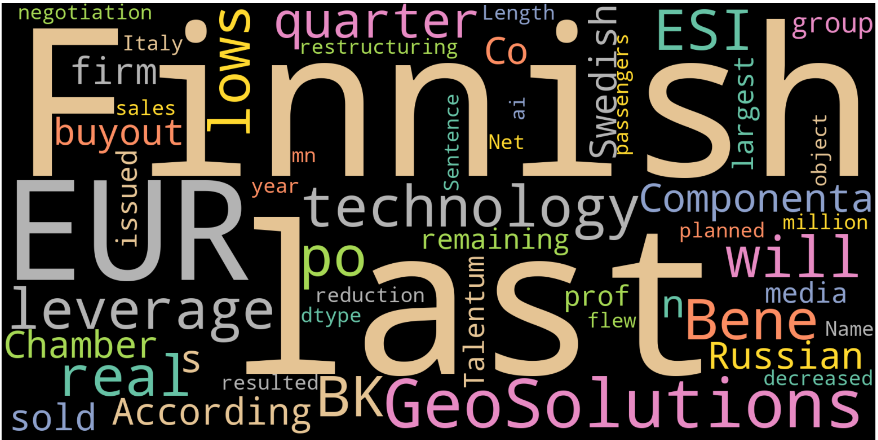 negotiation
Italy
firm
sales
buyout
lows
quarter
restructuring
Length
Co
ESI
group
Finnish
Swedish
passengers
largest
Sentence
ai
Net
mn
object
issued
year
EUR
technology
Componenta
million
planned
remaining
will
po
last
media
leverage
reduction
dtype
prof
flew
n
Bene
Name
Talentum
Chamber
s
real
Russian
resulted
decreased
sold
According
BK
GeoSolutions